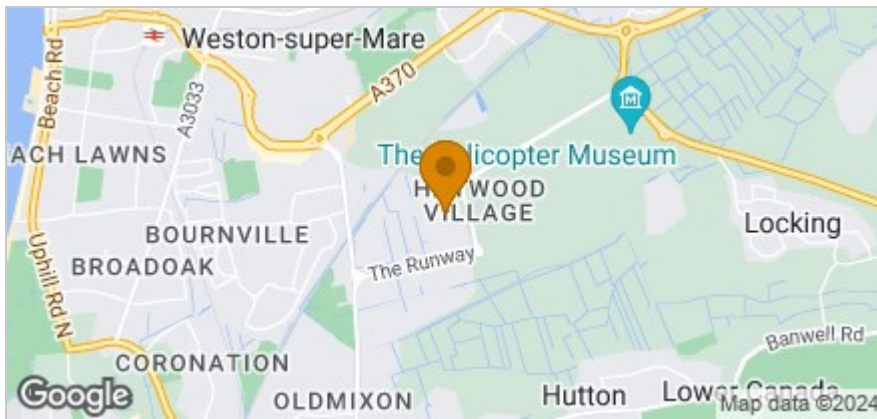 Weston-super-Mare
A370
Beach Rd
A3033
ACH LAWNS
The Helicopter Museum
M
HAYWOOD
VILLAGE
BOURNVILLE
Locking
BROADOAK
The Runway
Uphill Rd N
CORONATION
Banwell Rd
OLDMIXON
Hutton
Lower Canada
Google
Map data ©2024